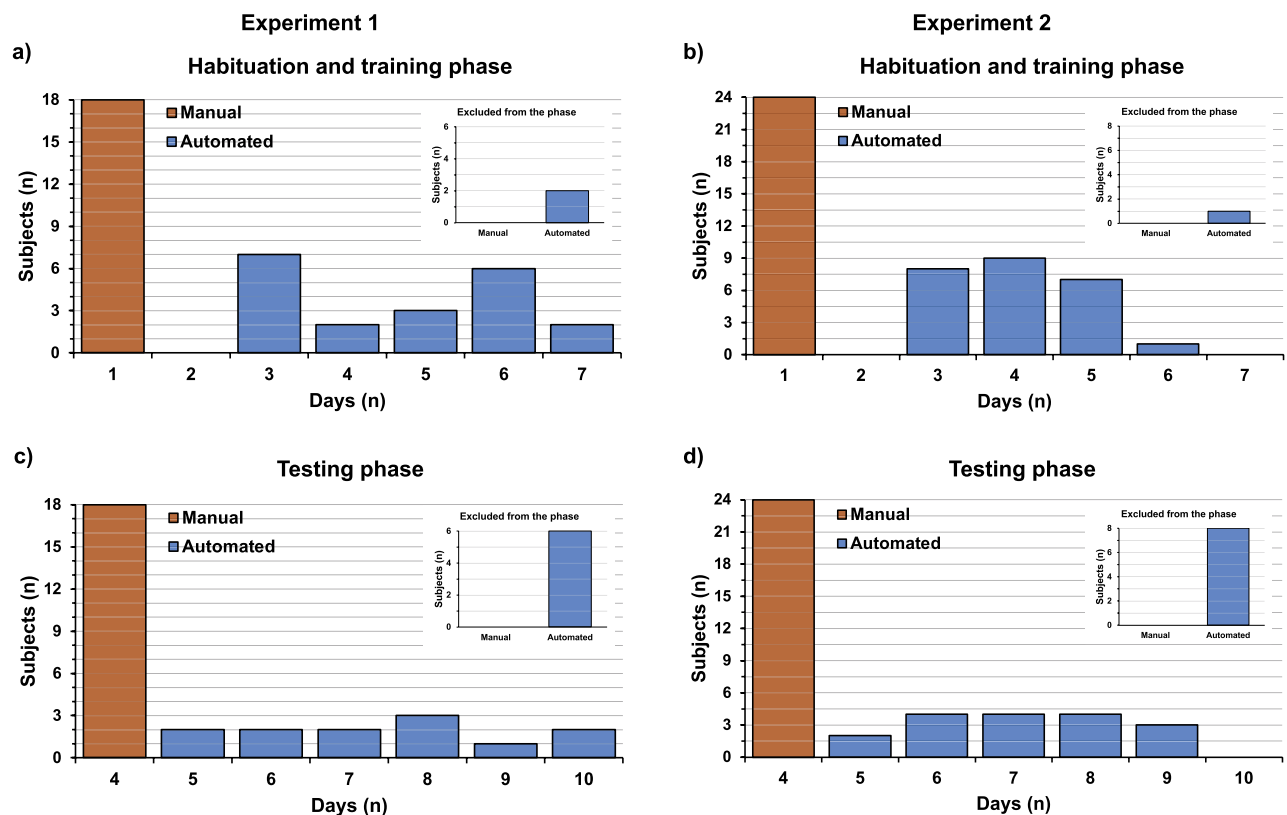 Experiment 1
Experiment 2
a)
Habituation and training phase
18
15
12
9
6
3
0
Subjects (n)
Manual
Automated
Excluded from the phase
6
4
2
0
Subjects (n)
Manual
Automated
1 2 3 4 5 6 7
Days (n)
b)
Habituation and training phase
24
21
18
15
12
9
6
3
0
Subjects (n)
Manual
Automated
Excluded from the phase
8
6
4
2
0
Subjects (n)
Manual
Automated
1 2 3 4 5 6 7
Days (n)
c)
Testing phase
18
15
12
9
6
3
0
Subjects (n)
Manual
Automated
Excluded from the phase
6
4
2
0
Subjects (n)
Manual
Automated
4 5 6 7 8 9 10
Days (n)
d)
Testing phase
24
21
18
15
12
9
6
3
0
Subjects (n)
Manual
Automated
Excluded from the phase
8
6
4
2
0
Subjects (n)
Manual
Automated
4 5 6 7 8 9 10
Days (n)